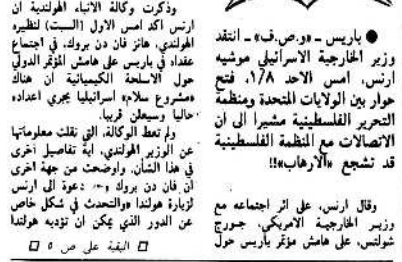 ● باريس ـ «و.ص.ف» ـ انتقد
وزير الخارجية الاسرائيلي موشيه
ارنس، امس الاحد ١/٨، فتح
حوار بين الولايات المتحدة ومنظمة
التحرير الفلسطينية مشيرا الى ان
الاتصالات مع المنظمة الفلسطينية
قد تشجع «الارهاب»!!
وقال ارنس، على اثر اجتماعه مع
وزير الخارجية الامريكي، جورج
شولتس، على هامش مؤتمر باريس حول
وذكرت وكالة الانباء الهولندية ان
ارنس اكد امس الاول (السبت) لنظيره
الهولندي، هانز فان دن بروك، في اجتماع
عقداه في باريس على هامش المؤتمر الدولي
حول الاسلحة الكيميائية ان هناك
«مشروع سلام» اسرائيليا يجري اعداده
حاليا وسيعلن قريبا.
ولم تعط الوكالة، التي نقلت معلوماتها
عن الوزير الهولندي، اية تفاصيل اخرى
في هذا الشأن. واوضحت من جهة اخرى
ان فان دن بروك دعوة الى ارنس
لزيارة هولندا «والتحدث في شكل خاص
عن الدور الذي يمكن ان تؤديه هولندا
□ البقية على ص ٥ □